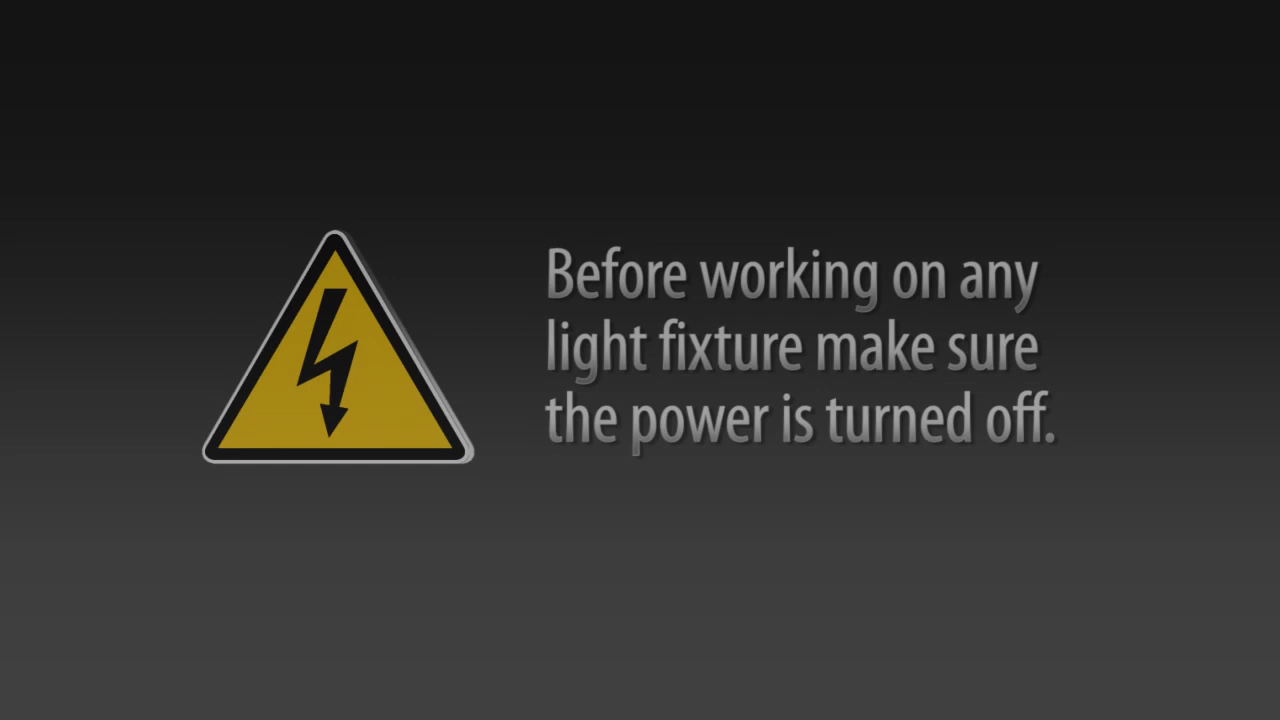 Before working on any
light fixture make sure
the power is turned off.